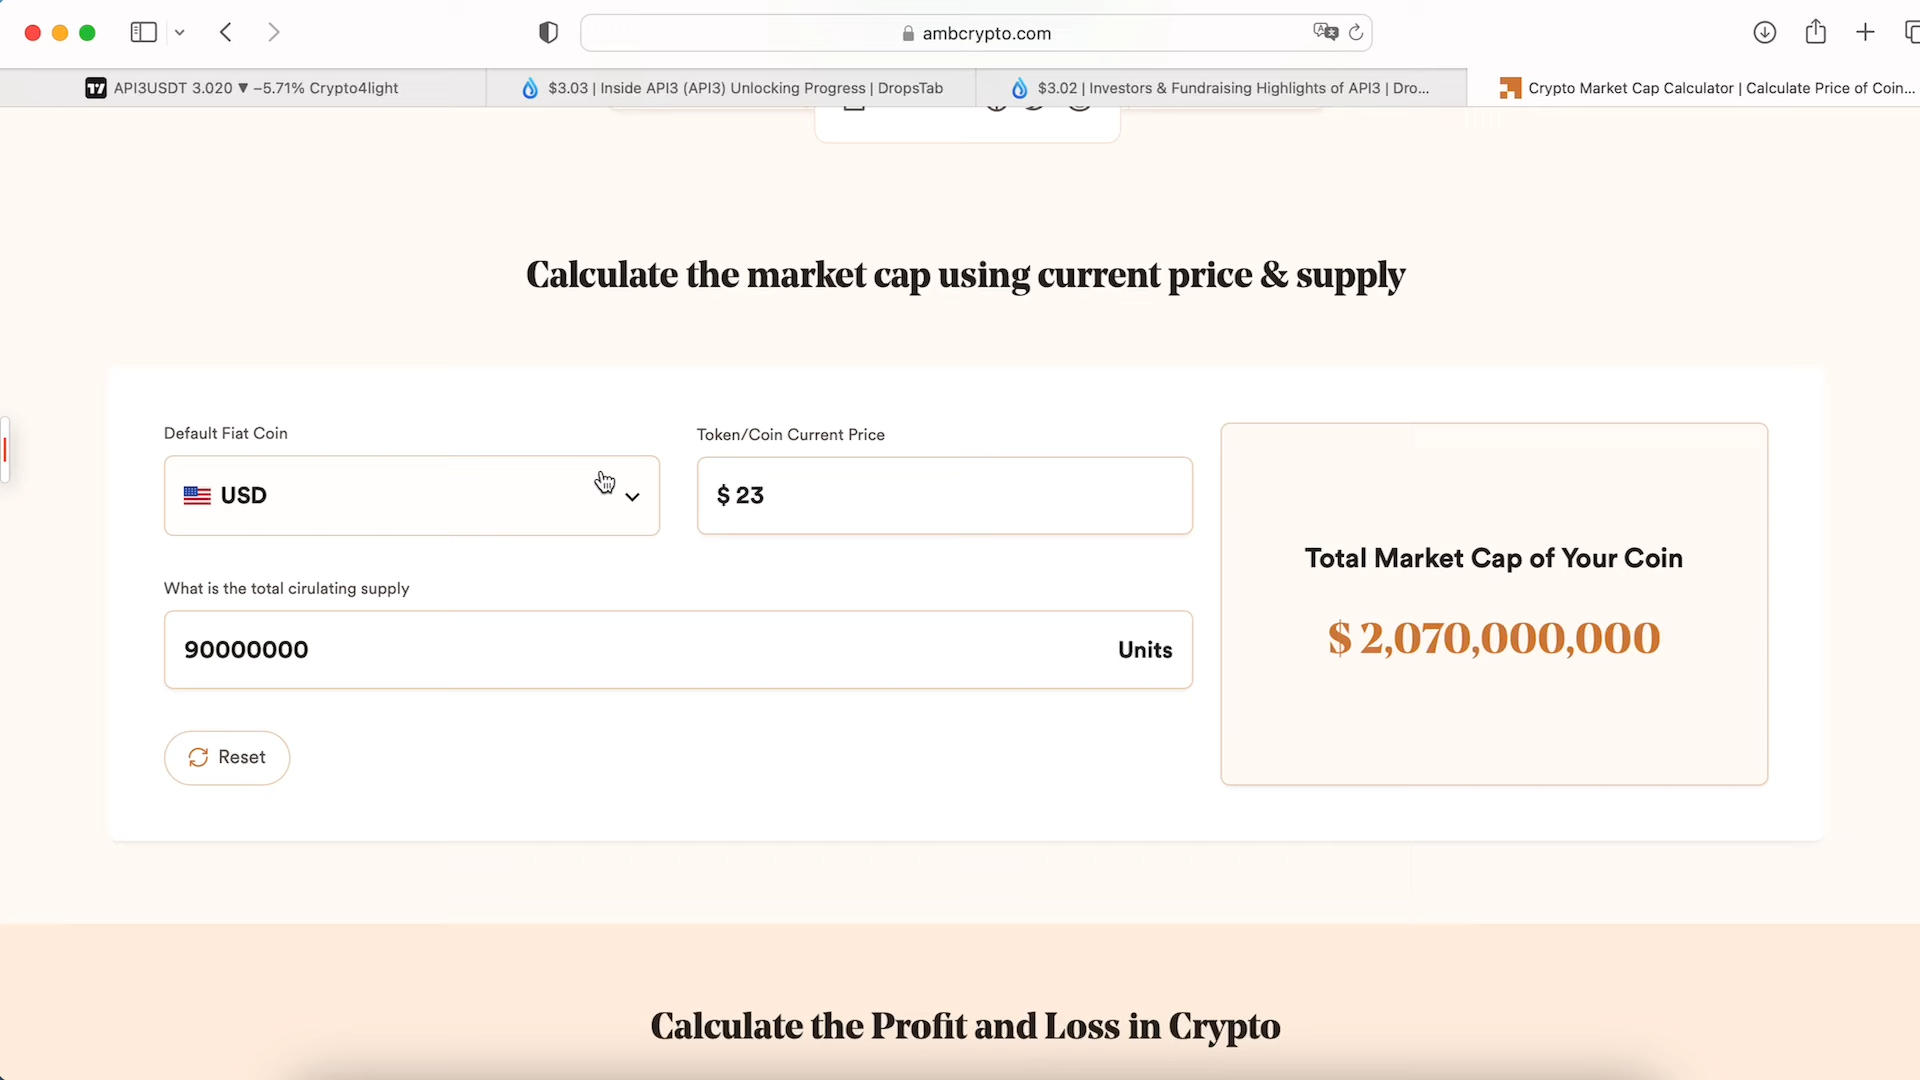 ambcrypto.com
API3USDT 3.020 ▼ −5.71% Crypto4light
$3.03 | Inside API3 (API3) Unlocking Progress | DropsTab
$3.02 | Investors & Fundraising Highlights of API3 | Dro...
Crypto Market Cap Calculator | Calculate Price of Coin...
Calculate the market cap using current price & supply
Default Fiat Coin
Token/Coin Current Price
USD
$ 23
What is the total cirulating supply
90000000
Units
Total Market Cap of Your Coin
$ 2,070,000,000
Reset
Calculate the Profit and Loss in Crypto